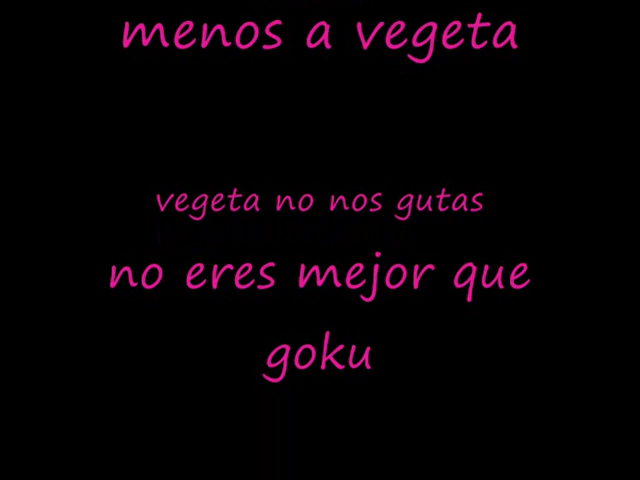 menos a vegeta
vegeta no nos gutas
no eres mejor que
goku